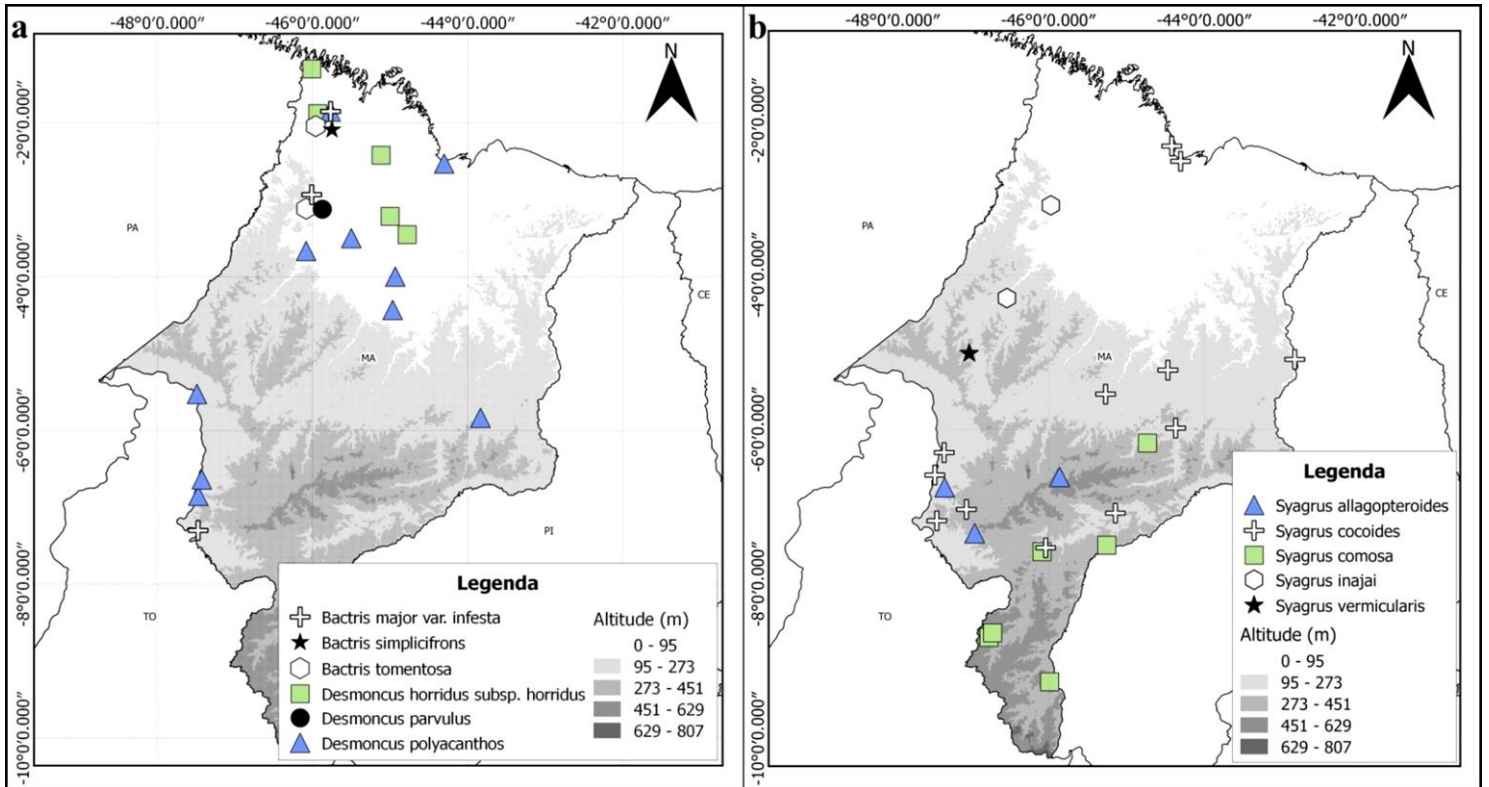 a
-48°0'0.000″ -46°0'0.000″ -44°0'0.000″ -42°0'0.000″
N
-2°0'0.000″
-4°0'0.000″
-6°0'0.000″
-8°0'0.000″
-10°0'0.000″
PA
CE
MA
PI
TO
Legenda
Bactris major var. infesta
Bactris simplicifrons
Bactris tomentosa
Desmoncus horridus subsp. horridus
Desmoncus parvulus
Desmoncus polyacanthos
Altitude (m)
0 - 95
95 - 273
273 - 451
451 - 629
629 - 807
b
-48°0'0.000″ -46°0'0.000″ -44°0'0.000″ -42°0'0.000″
N
-2°0'0.000″
-4°0'0.000″
-6°0'0.000″
-8°0'0.000″
-10°0'0.000″
PA
CE
MA
TO
Legenda
Syagrus allagopteroides
Syagrus cocoides
Syagrus comosa
Syagrus inajai
Syagrus vermicularis
Altitude (m)
0 - 95
95 - 273
273 - 451
451 - 629
629 - 807